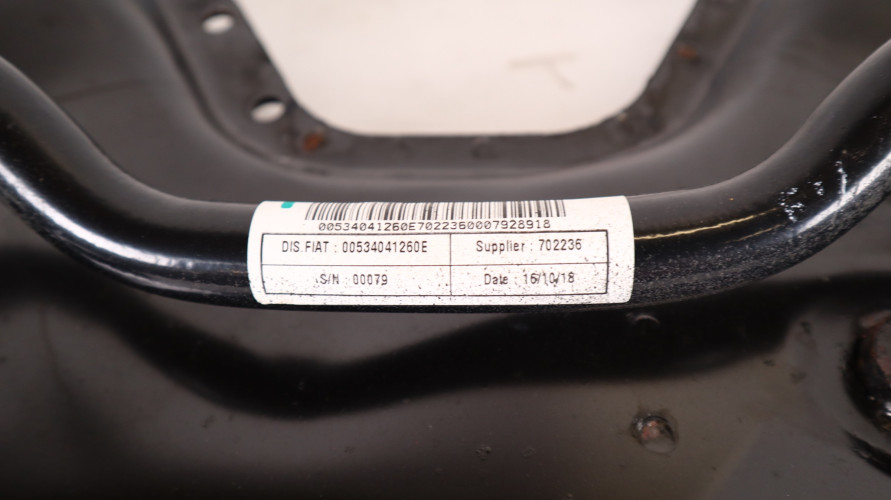 00534041260E7022360007928918
DIS.FIAT : 00534041260E
Supplier : 702236
S/N : 00079
Date : 16/10/18